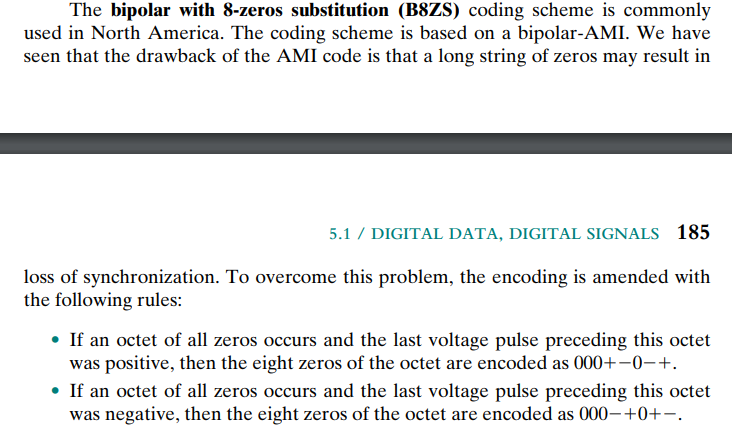 The bipolar with 8-zeros substitution (B8ZS) coding scheme is commonly
used in North America. The coding scheme is based on a bipolar-AMI. We have
seen that the drawback of the AMI code is that a long string of zeros may result in
5.1 / DIGITAL DATA, DIGITAL SIGNALS 185
loss of synchronization. To overcome this problem, the encoding is amended with
the following rules:
• If an octet of all zeros occurs and the last voltage pulse preceding this octet
was positive, then the eight zeros of the octet are encoded as 000+−0−+.
• If an octet of all zeros occurs and the last voltage pulse preceding this octet
was negative, then the eight zeros of the octet are encoded as 000−+0+−.